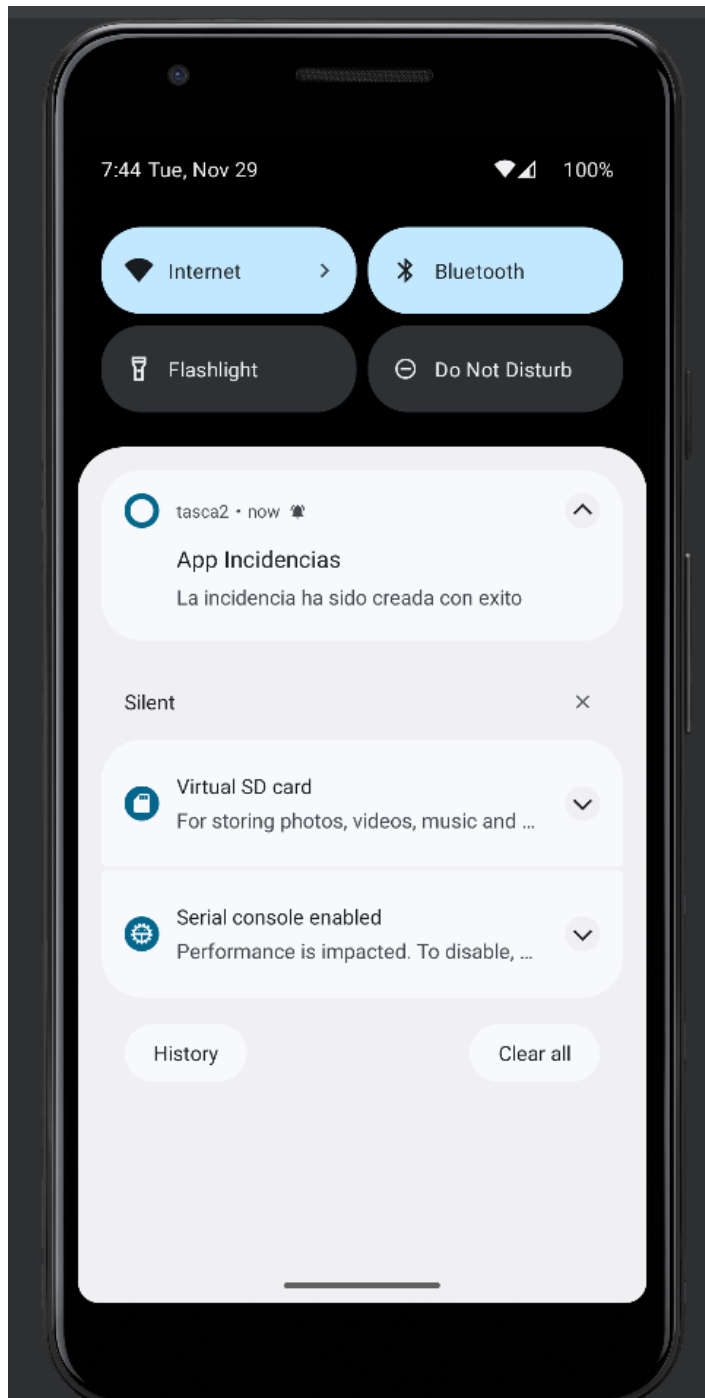 7:44 Tue, Nov 29 100%
Internet Bluetooth
Flashlight Do Not Disturb
tasca2 • now
App Incidencias
La incidencia ha sido creada con exito
Silent
Virtual SD card
For storing photos, videos, music and ...
Serial console enabled
Performance is impacted. To disable, ...
History Clear all